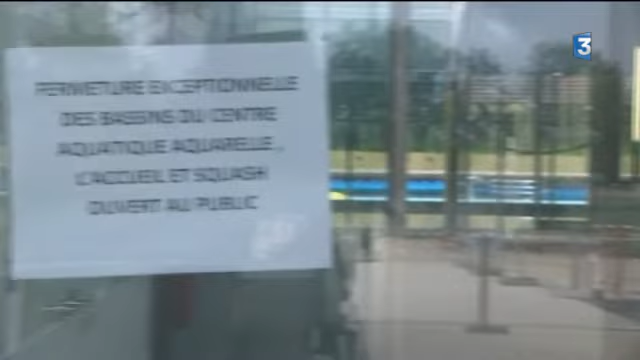 FERMETURE EXCEPTIONNELLE
DES BASSINS DU CENTRE
AQUATIQUE AQUARELLE.
L'ACCUEIL ET SQUASH
OUVERT AU PUBLIC
3